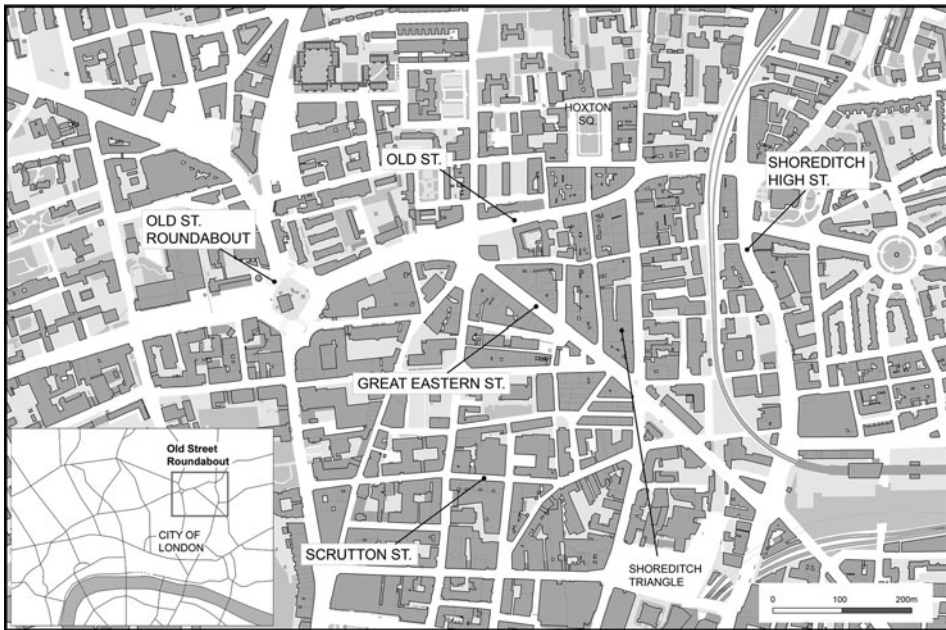 HOXTON
SQ.
OLD ST.
SHOREDITCH
HIGH ST.
OLD ST.
ROUNDABOUT
GREAT EASTERN ST.
Old Street
Roundabout
CITY OF
LONDON
SCRUTTON ST.
SHOREDITCH
TRIANGLE
0 100 200m